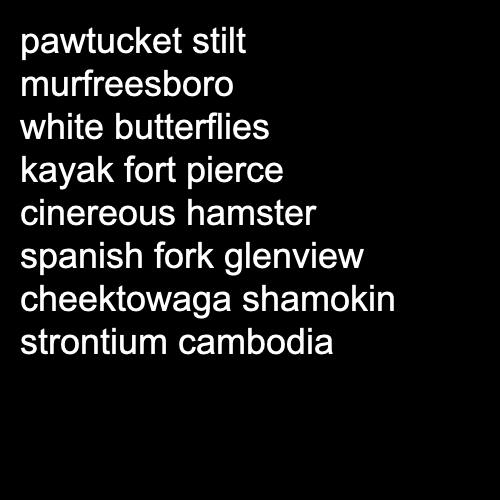 pawtucket stilt
murfreesboro
white butterflies
kayak fort pierce
cinereous hamster
spanish fork glenview
cheektowaga shamokin
strontium cambodia